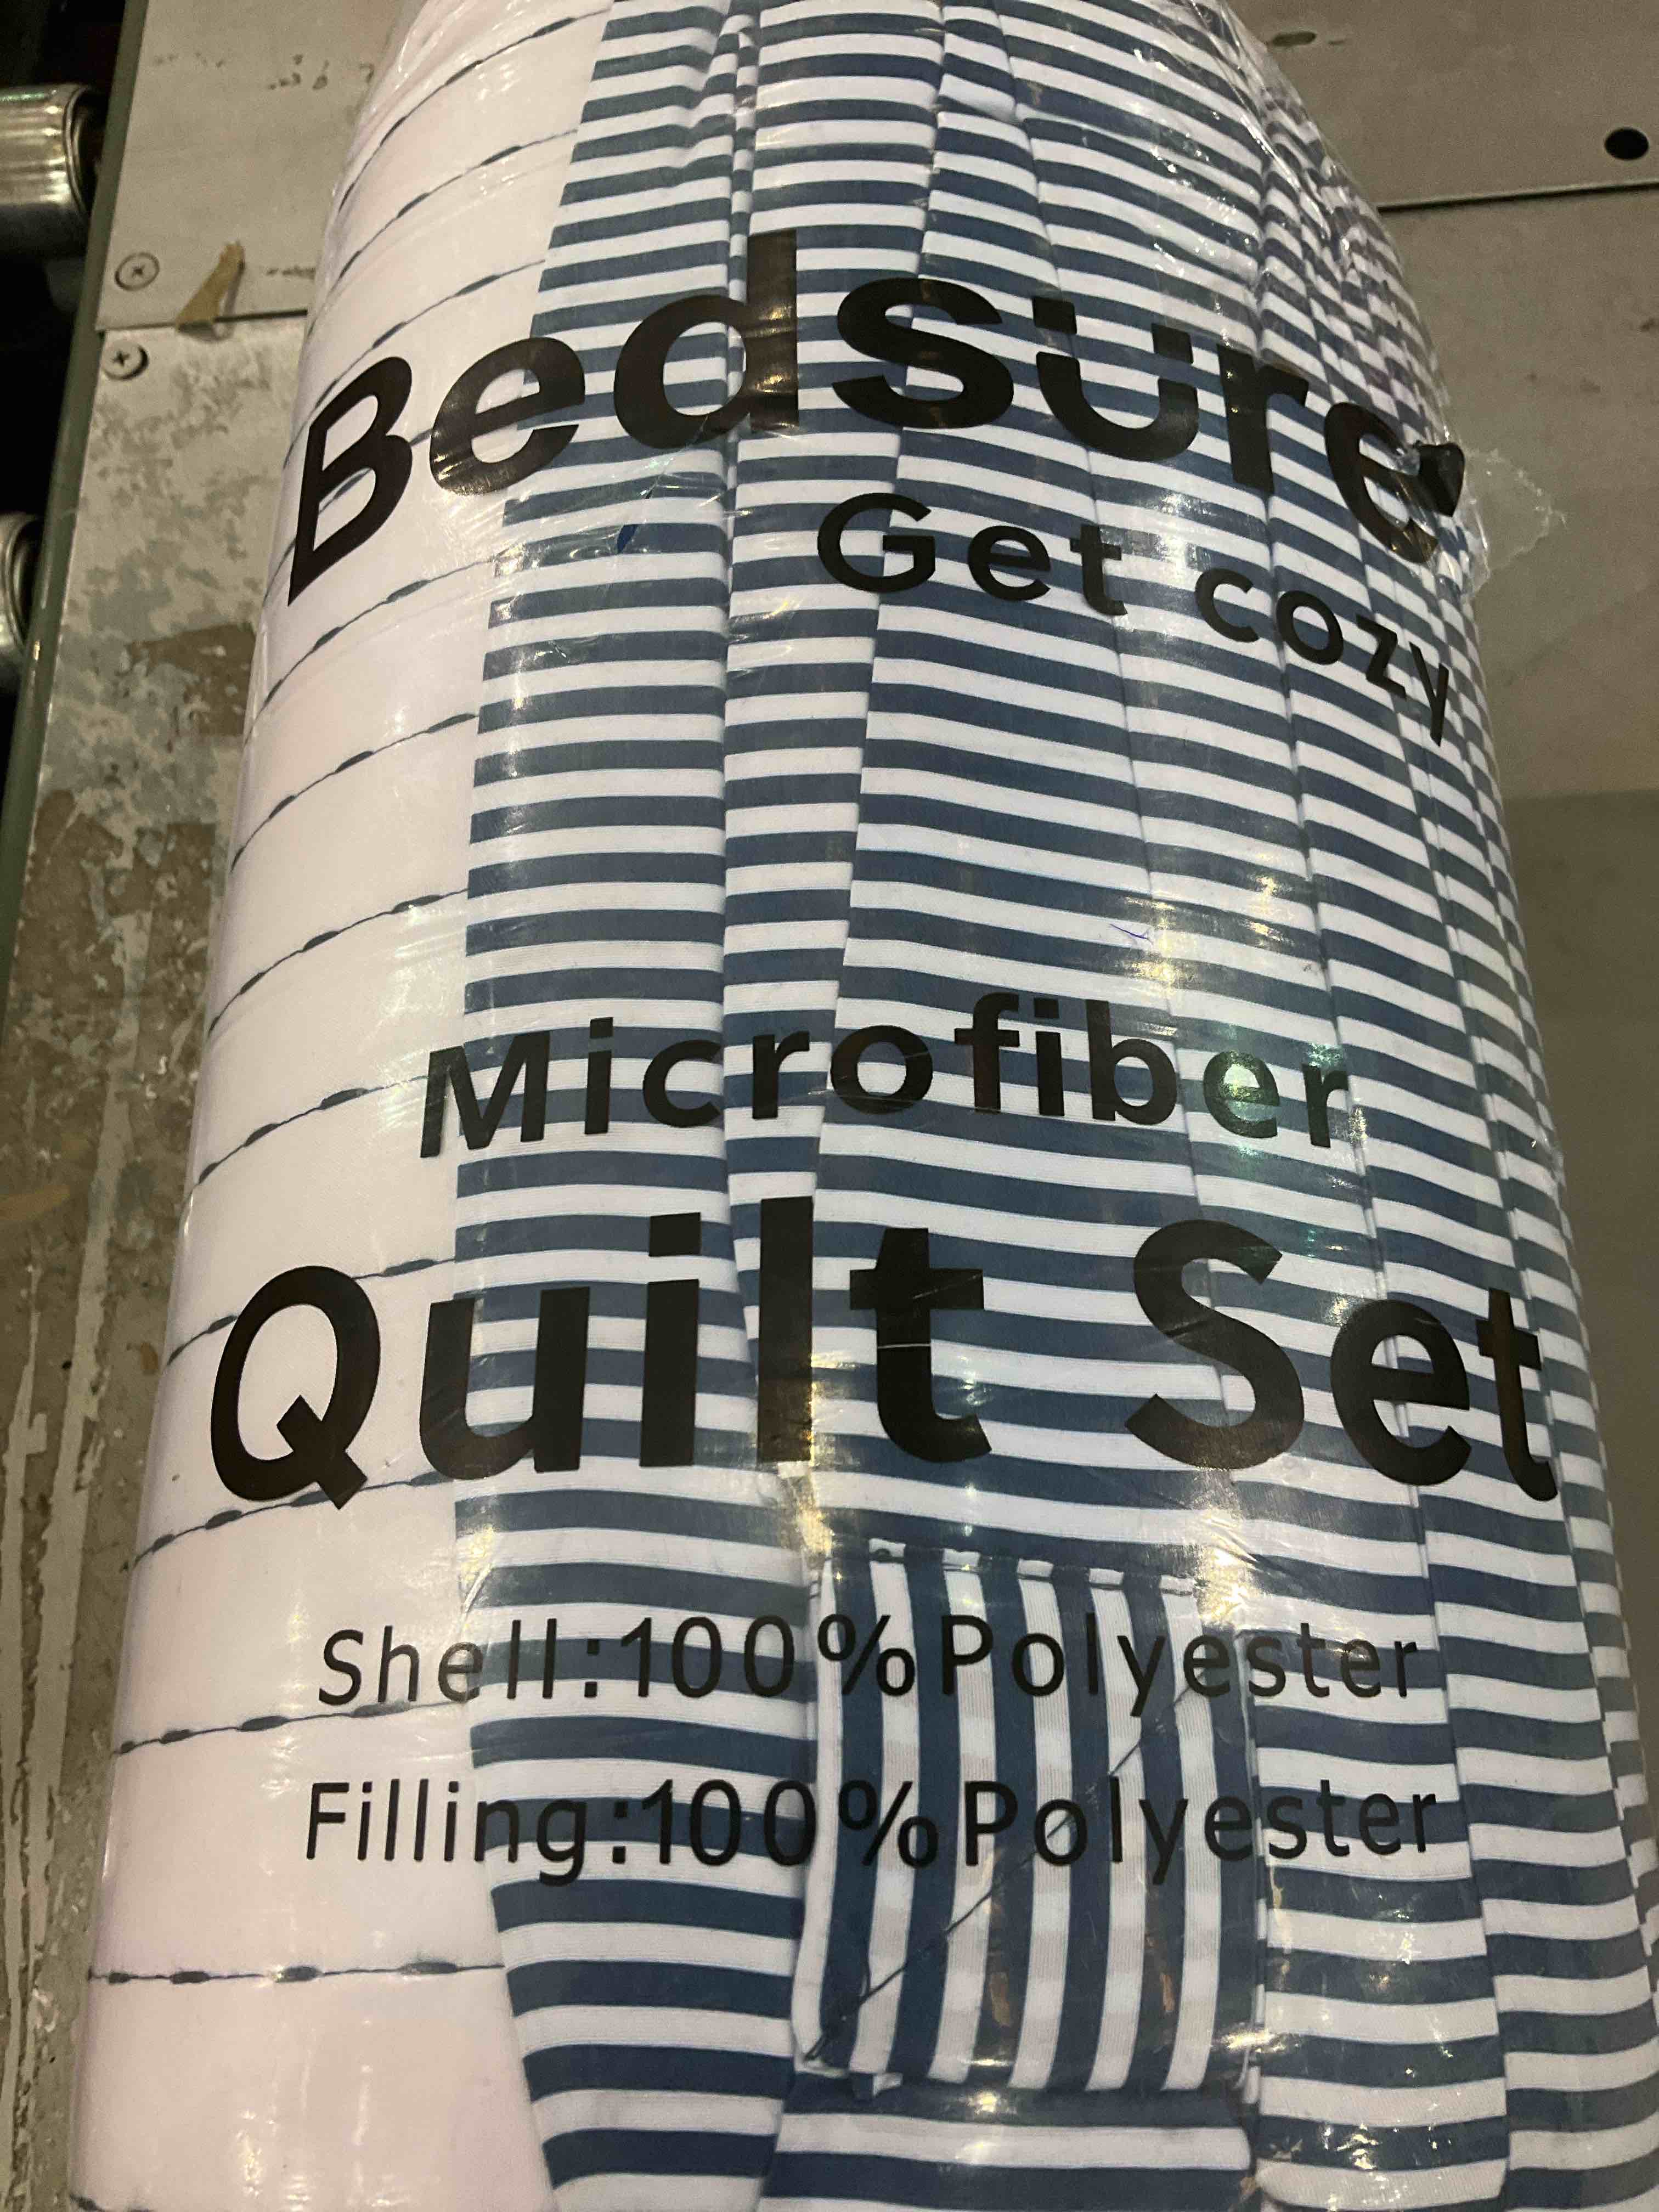 Bedsure
Get cozy
Microfiber
Quilt Set
Shell:100%Polyester
Filling:100%Polyester